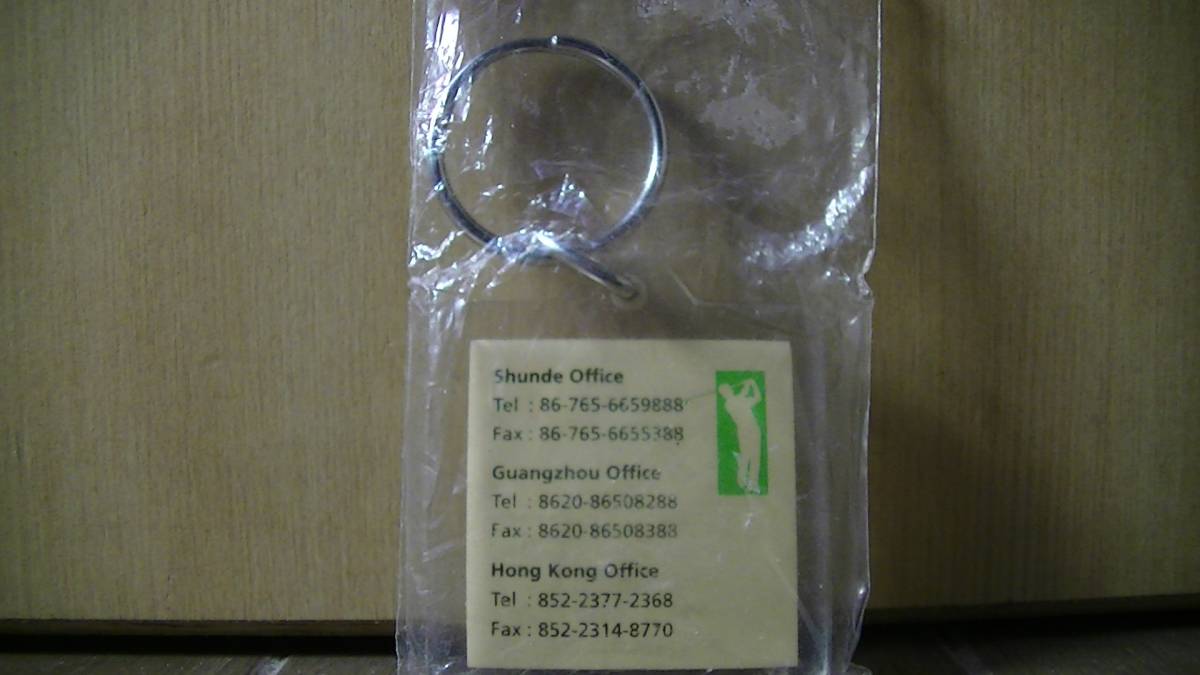 Shunde Office
Tel : 86-765-6659888
Fax : 86-765-6655388
Guangzhou Office
Tel : 8620-86508288
Fax : 8620-86508388
Hong Kong Office
Tel : 852-2377-2368
Fax : 852-2314-8770